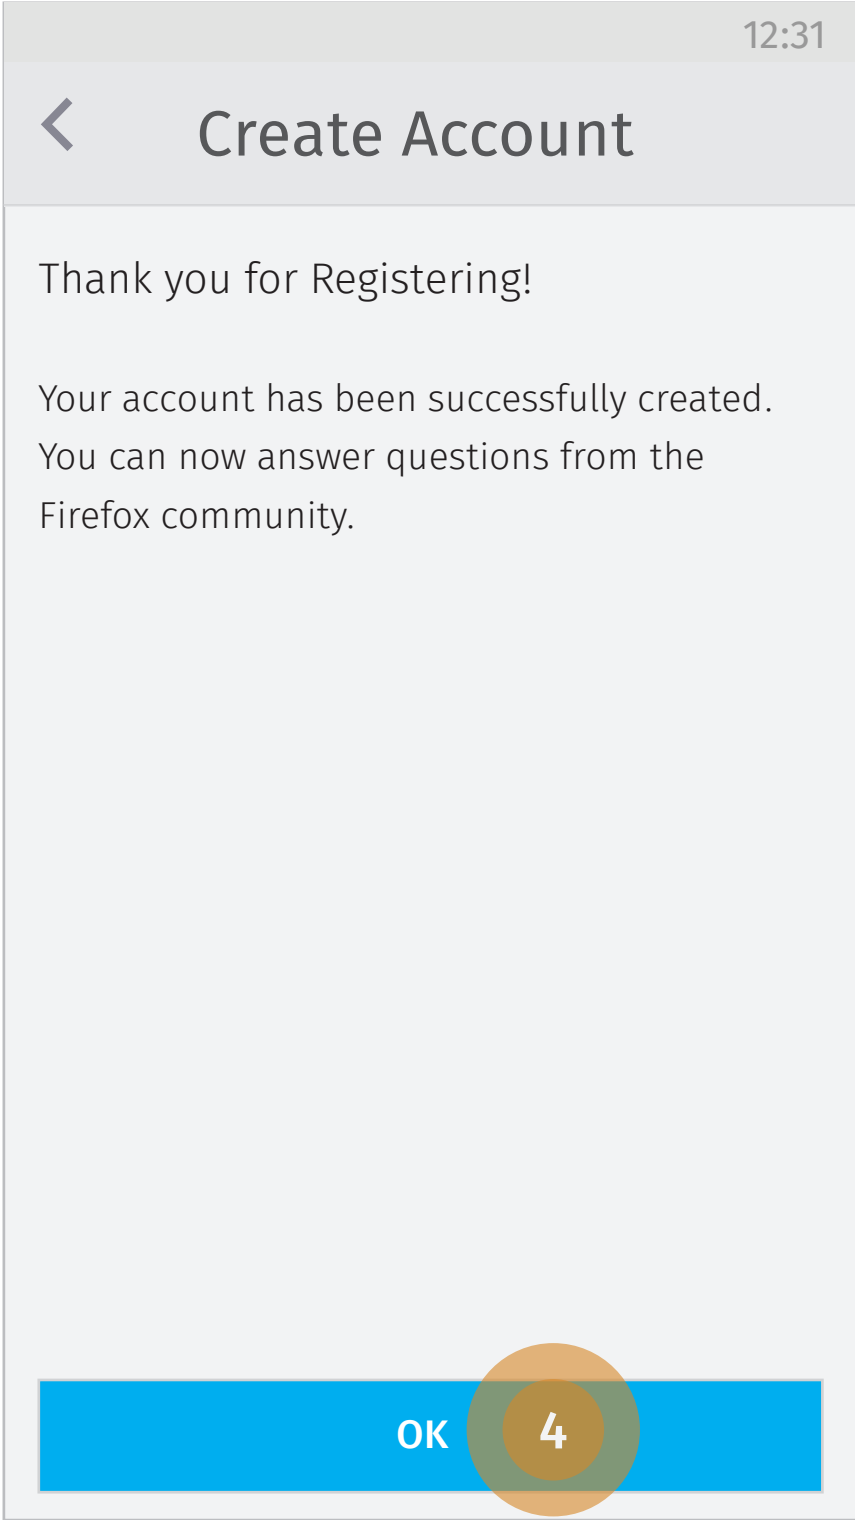 12:31
Create Account
Thank you for Registering!
Your account has been successfully created.
You can now answer questions from the
Firefox community.
OK 4